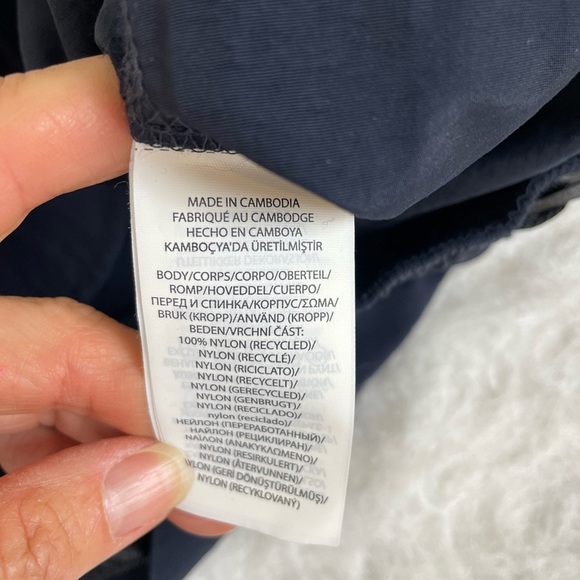 MADE IN CAMBODIA
FABRIQUÉ AU CAMBODGE
HECHO EN CAMBOYA
KAMBOÇYA'DA ÜRETİLMİŞTİR
BODY/CORPS/CORPO/OBERTEIL/
ROMP/HOVEDDEL/CUERPO/
ПЕРЕД И СПИНКА/КОРПУС/ΣΩΜΑ/
BRUK (KROPP)/ANVÄND (KROPP)/
BEDEN/VRCHNÍ ČÁST:
100% NYLON (RECYCLED)/
NYLON (RECYCLÉ)/
NYLON (RICICLATO)/
NYLON (RECYCELT)/
NYLON (GERECYCLED)/
NYLON (GENBRUGT)/
NYLON (RECICLADO)/
nylon (reciclado)/
НЕЙЛОН (ПЕРЕРАБОТАННЫЙ)/
НАЙЛОН (РЕЦИКЛИРАН)/
ΝΑΪΛΟΝ (ΑΝΑΚΥΚΛΩΜΕΝΟ)/
NYLON (RESIRKULERT)/
NYLON (ÅTERVUNNEN)/
NYLON (GERİ DÖNÜŞTÜRÜLMÜŞ)/
NYLON (RECYKLOVANÝ)